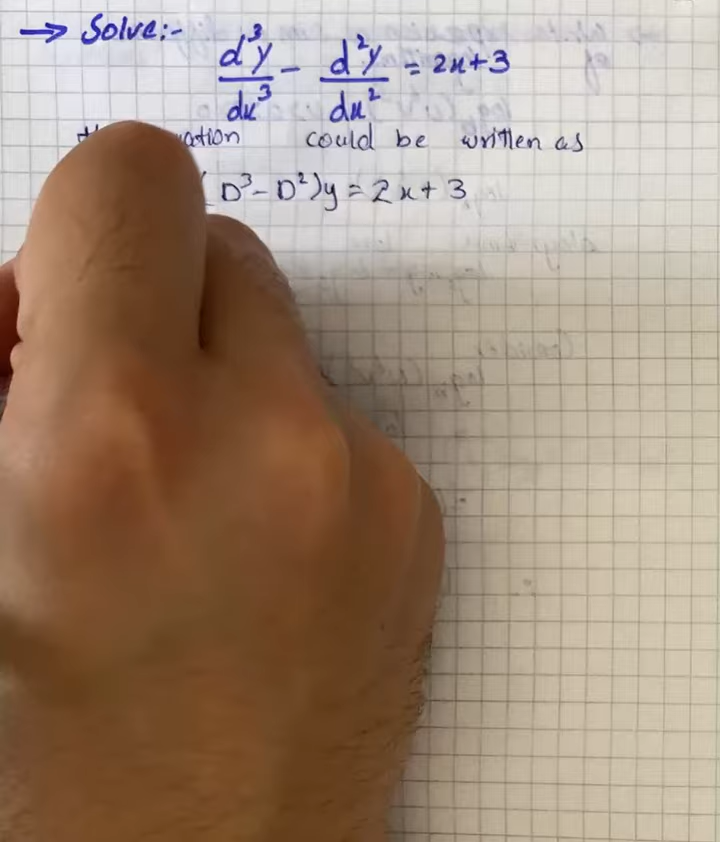 → Solve:-
d³y/dx³ - d²y/dx² = 2x+3
could be written as
(D³-D²)y = 2x+3